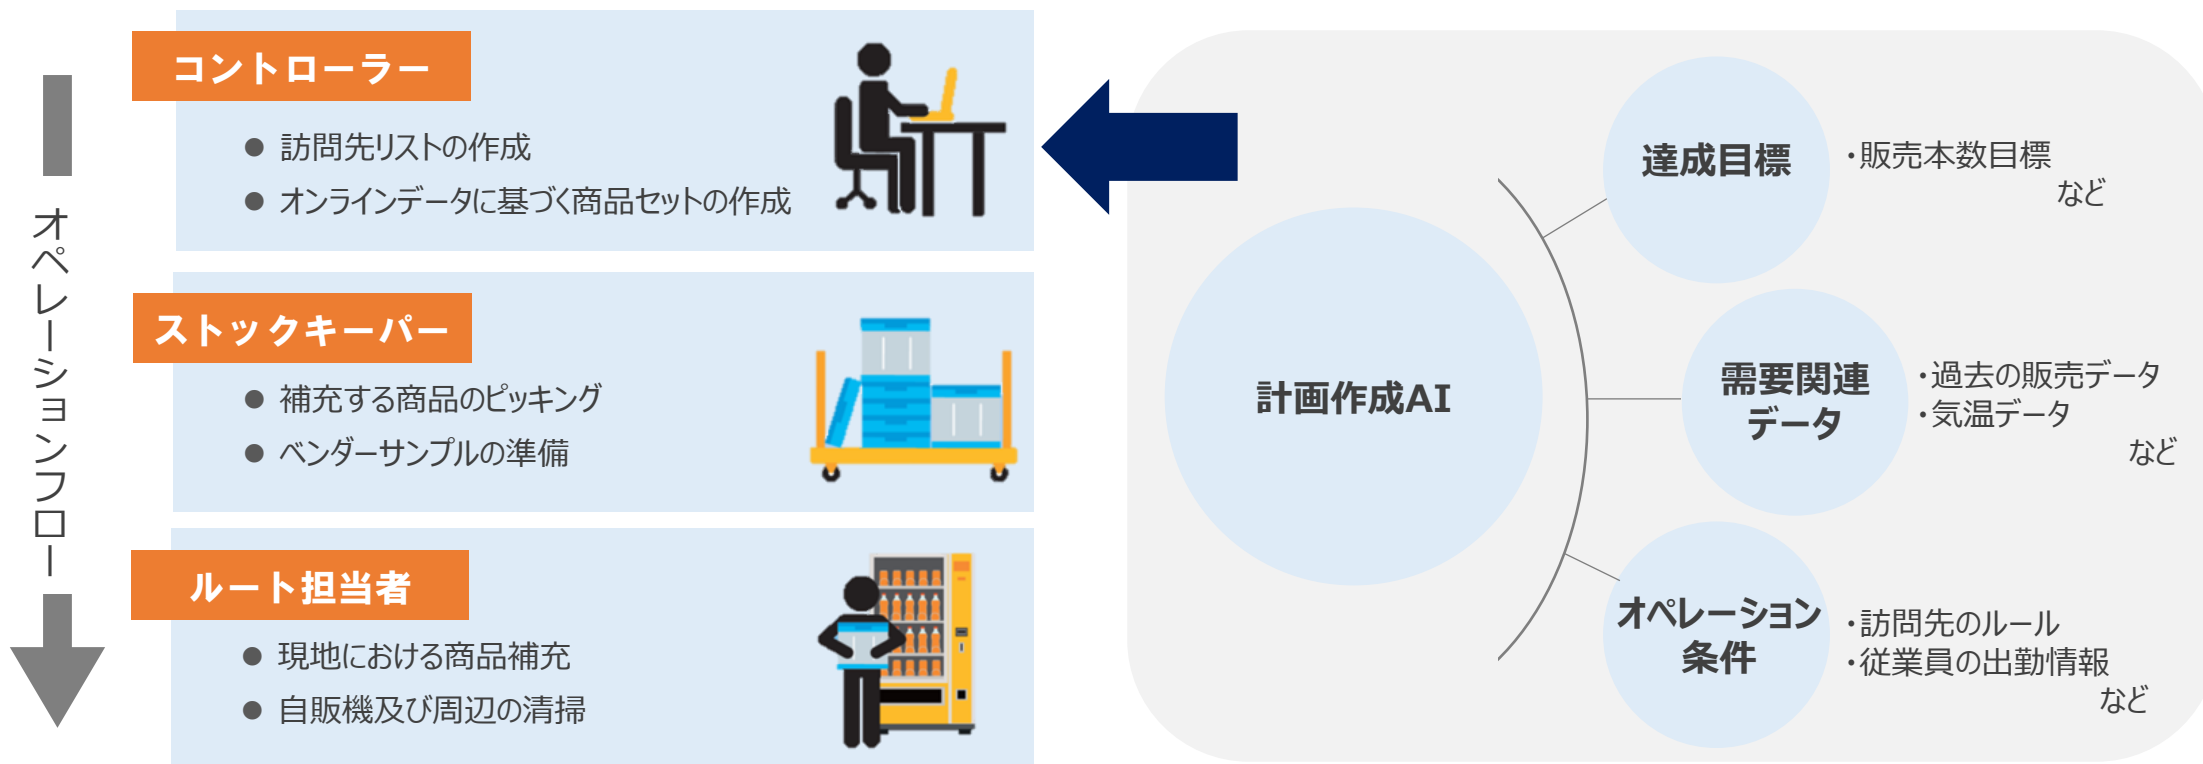 オペレーションフロー
コントローラー
● 訪問先リストの作成
● オンラインデータに基づく商品セットの作成
ストックキーパー
● 補充する商品のピッキング
● ベンダーサンプルの準備
ルート担当者
● 現地における商品補充
● 自販機及び周辺の清掃
計画作成AI
達成目標
・販売本数目標
など
需要関連
データ
・過去の販売データ
・気温データ
など
オペレーション
条件
・訪問先のルール
・従業員の出勤情報
など